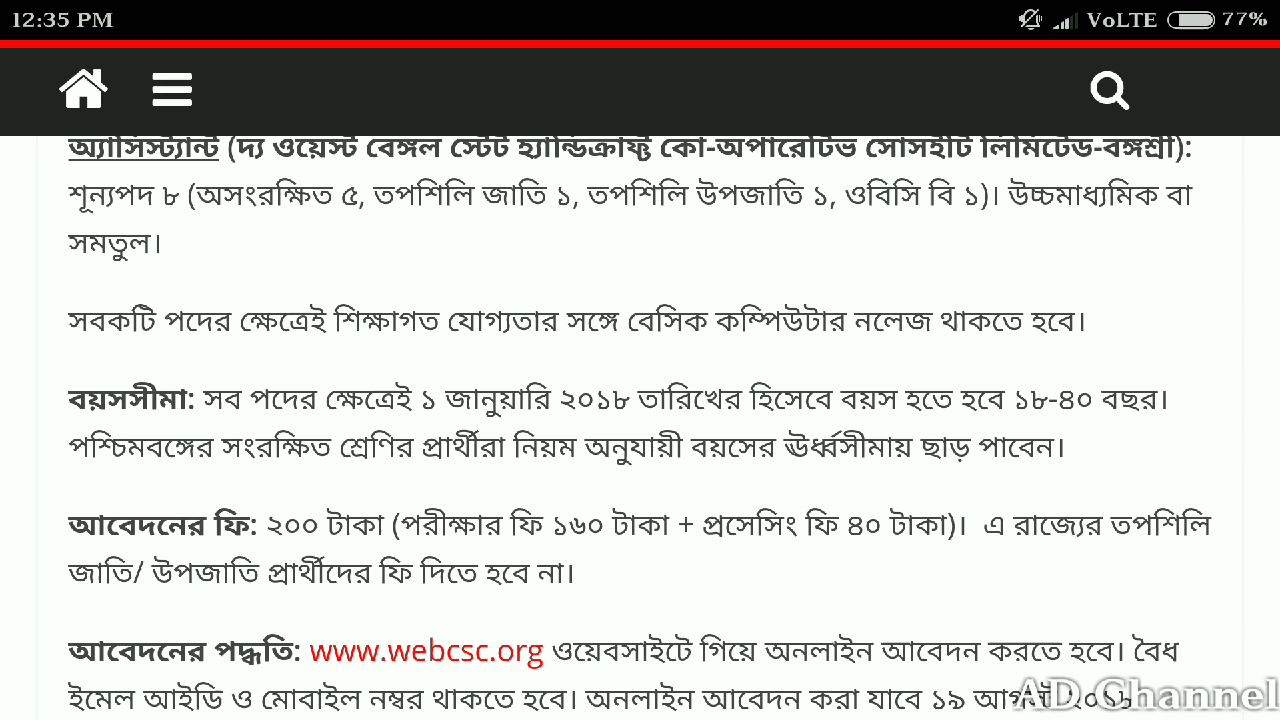 12:35 PM VoLTE 77%
অ্যাসিস্ট্যান্ট (দ্য ওয়েস্ট বেঙ্গল স্টেট হ্যান্ডিক্রাফ্ট কো-অপারেটিভ সোসাইটি লিমিটেড-বঙ্গশ্রী):
শূন্যপদ ৮ (অসংরক্ষিত ৫, তপশিলি জাতি ১, তপশিলি উপজাতি ১, ওবিসি বি ১)। উচ্চমাধ্যমিক বা
সমতুল।
সবকটি পদের ক্ষেত্রেই শিক্ষাগত যোগ্যতার সঙ্গে বেসিক কম্পিউটার নলেজ থাকতে হবে।
বয়সসীমা: সব পদের ক্ষেত্রেই ১ জানুয়ারি ২০১৮ তারিখের হিসেবে বয়স হতে হবে ১৮-৪০ বছর।
পশ্চিমবঙ্গের সংরক্ষিত শ্রেণির প্রার্থীরা নিয়ম অনুযায়ী বয়সের ঊর্ধ্বসীমায় ছাড় পাবেন।
আবেদনের ফি: ২০০ টাকা (পরীক্ষার ফি ১৬০ টাকা + প্রসেসিং ফি ৪০ টাকা)। এ রাজ্যের তপশিলি
জাতি/ উপজাতি প্রার্থীদের ফি দিতে হবে না।
আবেদনের পদ্ধতি: www.webcsc.org ওয়েবসাইটে গিয়ে অনলাইন আবেদন করতে হবে। বৈধ
ইমেল আইডি ও মোবাইল নম্বর থাকতে হবে। অনলাইন আবেদন করা যাবে ১৯ আগস্ট ২০১৮
AD Channel